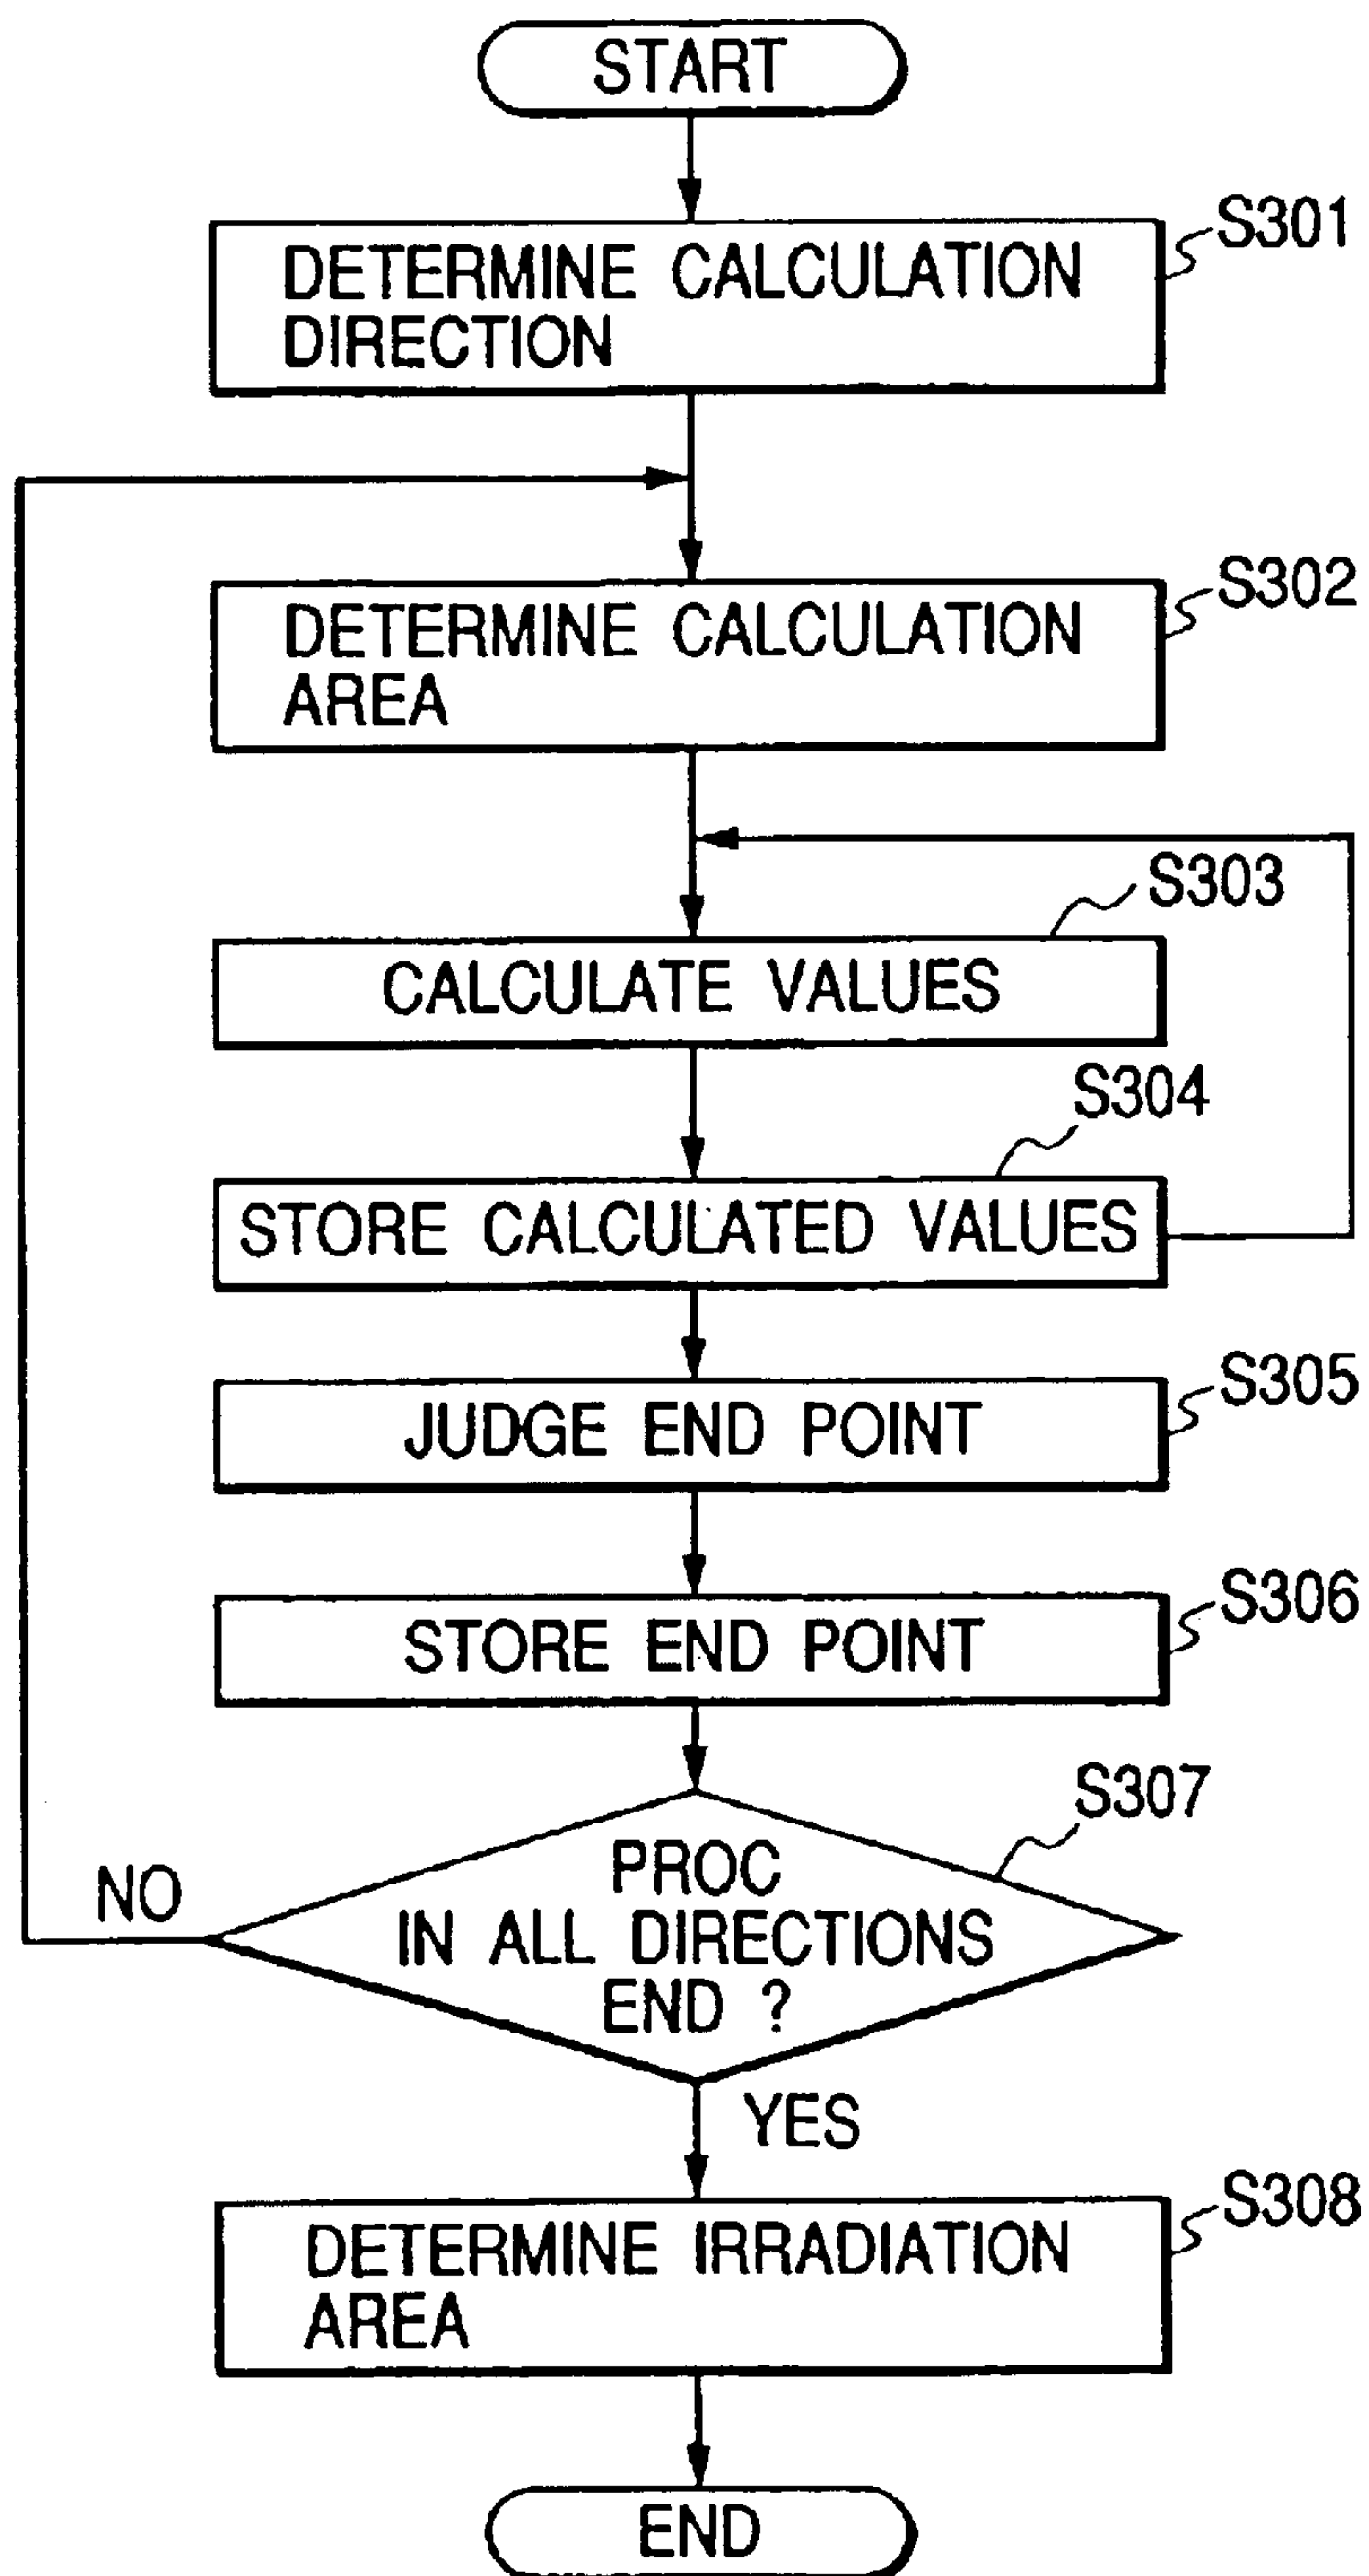 START
S301
DETERMINE CALCULATION
DIRECTION
S302
DETERMINE CALCULATION
AREA
S303
CALCULATE VALUES
S304
STORE CALCULATED VALUES
S305
JUDGE END POINT
S306
STORE END POINT
S307
PROC
IN ALL DIRECTIONS
END ?
NO
YES
S308
DETERMINE IRRADIATION
AREA
END